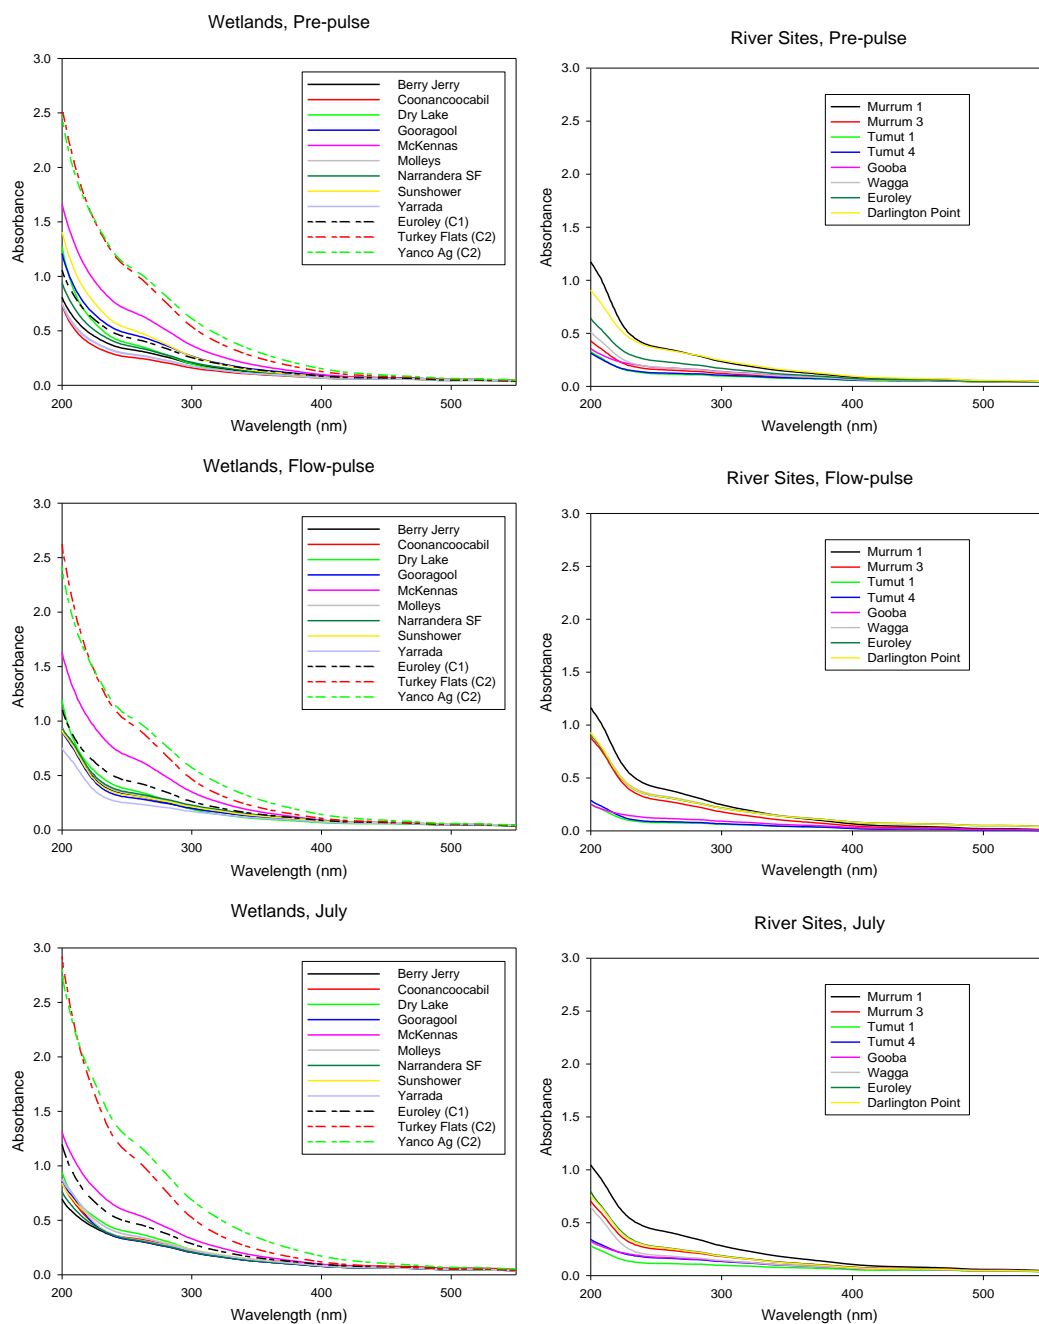 Wetlands, Pre-pulse
3.0
2.5
2.0
1.5
1.0
0.5
0.0
Absorbance
200
300
400
500
Wavelength (nm)
Berry Jerry
Coonancoocabil
Dry Lake
Gooragool
McKennas
Molleys
Narrandera SF
Sunshower
Yarrada
Euroley (C1)
Turkey Flats (C2)
Yanco Ag (C2)
River Sites, Pre-pulse
3.0
2.5
2.0
1.5
1.0
0.5
0.0
Absorbance
200
300
400
500
Wavelength (nm)
Murrum 1
Murrum 3
Tumut 1
Tumut 4
Gooba
Wagga
Euroley
Darlington Point
Wetlands, Flow-pulse
3.0
2.5
2.0
1.5
1.0
0.5
0.0
Absorbance
200
300
400
500
Wavelength (nm)
Berry Jerry
Coonancoocabil
Dry Lake
Gooragool
McKennas
Molleys
Narrandera SF
Sunshower
Yarrada
Euroley (C1)
Turkey Flats (C2)
Yanco Ag (C2)
River Sites, Flow-pulse
3.0
2.5
2.0
1.5
1.0
0.5
0.0
Absorbance
200
300
400
500
Wavelength (nm)
Murrum 1
Murrum 3
Tumut 1
Tumut 4
Gooba
Wagga
Euroley
Darlington Point
Wetlands, July
3.0
2.5
2.0
1.5
1.0
0.5
0.0
Absorbance
200
300
400
500
Wavelength (nm)
Berry Jerry
Coonancoocabil
Dry Lake
Gooragool
McKennas
Molleys
Narrandera SF
Sunshower
Yarrada
Euroley (C1)
Turkey Flats (C2)
Yanco Ag (C2)
River Sites, July
3.0
2.5
2.0
1.5
1.0
0.5
0.0
Absorbance
200
300
400
500
Wavelength (nm)
Murrum 1
Murrum 3
Tumut 1
Tumut 4
Gooba
Wagga
Euroley
Darlington Point